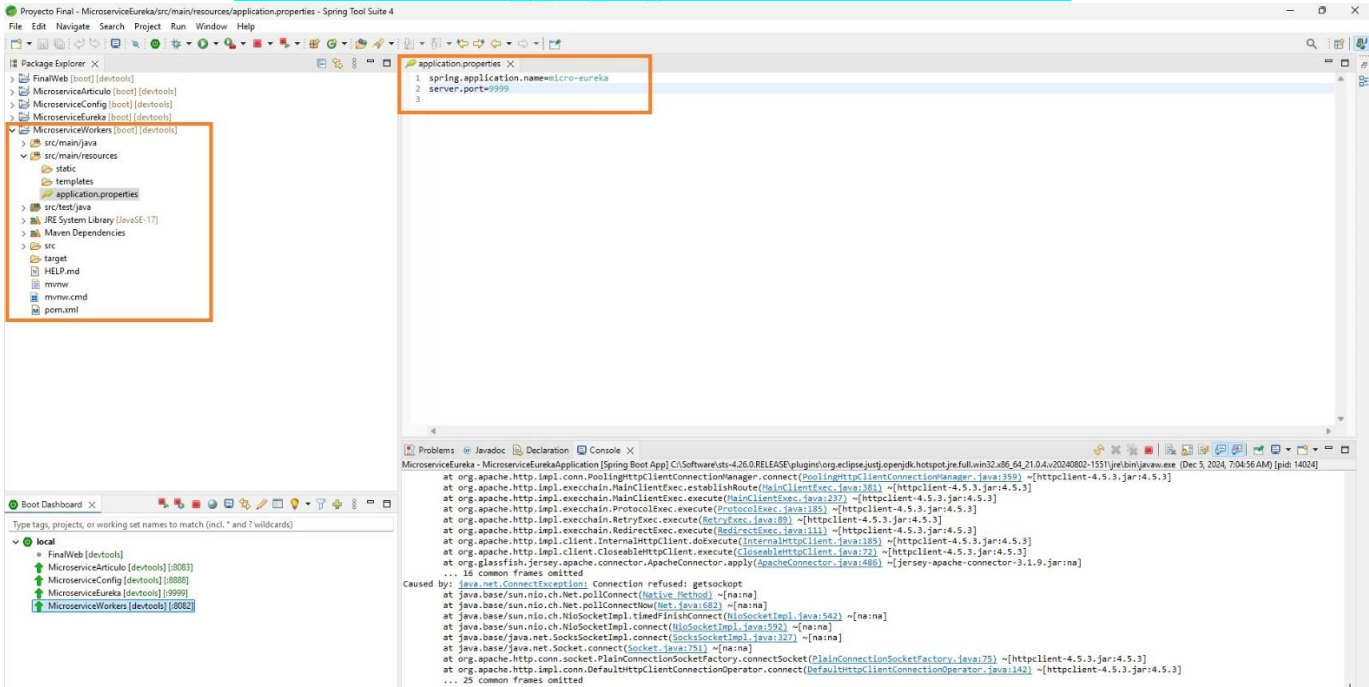 Proyecto Final - MicroserviceEureka/src/main/resources/application.properties - Spring Tool Suite 4
File Edit Navigate Search Project Run Window Help
Package Explorer
FinalWeb [boot] [devtools]
MicroserviceArticulo [boot] [devtools]
MicroserviceConfig [boot] [devtools]
MicroserviceEureka [boot] [devtools]
MicroserviceWorkers [boot] [devtools]
src/main/java
src/main/resources
static
templates
application.properties
src/test/java
JRE System Library [JavaSE-17]
Maven Dependencies
src
target
HELP.md
mvnw
mvnw.cmd
pom.xml
application.properties
1 spring.application.name=micro-eureka
2 server.port=9999
3
Boot Dashboard
Type tags, projects, or working set names to match (incl. * and ? wildcards)
local
FinalWeb [devtools]
MicroserviceArticulo [devtools] [:8083]
MicroserviceConfig [devtools] [:8888]
MicroserviceEureka [devtools] [:9999]
MicroserviceWorkers [devtools] [:8082]
Problems Javadoc Declaration Console
MicroserviceEureka - MicroserviceEurekaApplication [Spring Boot App] C:\Software\sts-4.26.0.RELEASE\plugins\org.eclipse.justj.openjdk.hotspot.jre.full.win32.x86_64_21.0.4.v20240802-1551\jre\bin\javaw.exe (Dec 5, 2024, 7:04:56 AM) [pid: 14024]
at org.apache.http.impl.conn.PoolingHttpClientConnectionManager.connect(PoolingHttpClientConnectionManager.java:359) ~[httpclient-4.5.3.jar:4.5.3]
at org.apache.http.impl.execchain.MainClientExec.establishRoute(MainClientExec.java:381) ~[httpclient-4.5.3.jar:4.5.3]
at org.apache.http.impl.execchain.MainClientExec.execute(MainClientExec.java:237) ~[httpclient-4.5.3.jar:4.5.3]
at org.apache.http.impl.execchain.ProtocolExec.execute(ProtocolExec.java:185) ~[httpclient-4.5.3.jar:4.5.3]
at org.apache.http.impl.execchain.RetryExec.execute(RetryExec.java:89) ~[httpclient-4.5.3.jar:4.5.3]
at org.apache.http.impl.execchain.RedirectExec.execute(RedirectExec.java:111) ~[httpclient-4.5.3.jar:4.5.3]
at org.apache.http.impl.client.InternalHttpClient.doExecute(InternalHttpClient.java:185) ~[httpclient-4.5.3.jar:4.5.3]
at org.apache.http.impl.client.CloseableHttpClient.execute(CloseableHttpClient.java:72) ~[httpclient-4.5.3.jar:4.5.3]
at org.glassfish.jersey.apache.connector.ApacheConnector.apply(ApacheConnector.java:486) ~[jersey-apache-connector-3.1.9.jar:na]
... 16 common frames omitted
Caused by: java.net.ConnectException: Connection refused: getsockopt
at java.base/sun.nio.ch.Net.pollConnect(Native Method) ~[na:na]
at java.base/sun.nio.ch.Net.pollConnectNow(Net.java:682) ~[na:na]
at java.base/sun.nio.ch.NioSocketImpl.timedFinishConnect(NioSocketImpl.java:542) ~[na:na]
at java.base/sun.nio.ch.NioSocketImpl.connect(NioSocketImpl.java:592) ~[na:na]
at java.base/java.net.SocksSocketImpl.connect(SocksSocketImpl.java:327) ~[na:na]
at java.base/java.net.Socket.connect(Socket.java:751) ~[na:na]
at org.apache.http.conn.socket.PlainConnectionSocketFactory.connectSocket(PlainConnectionSocketFactory.java:75) ~[httpclient-4.5.3.jar:4.5.3]
at org.apache.http.impl.conn.DefaultHttpClientConnectionOperator.connect(DefaultHttpClientConnectionOperator.java:142) ~[httpclient-4.5.3.jar:4.5.3]
... 25 common frames omitted